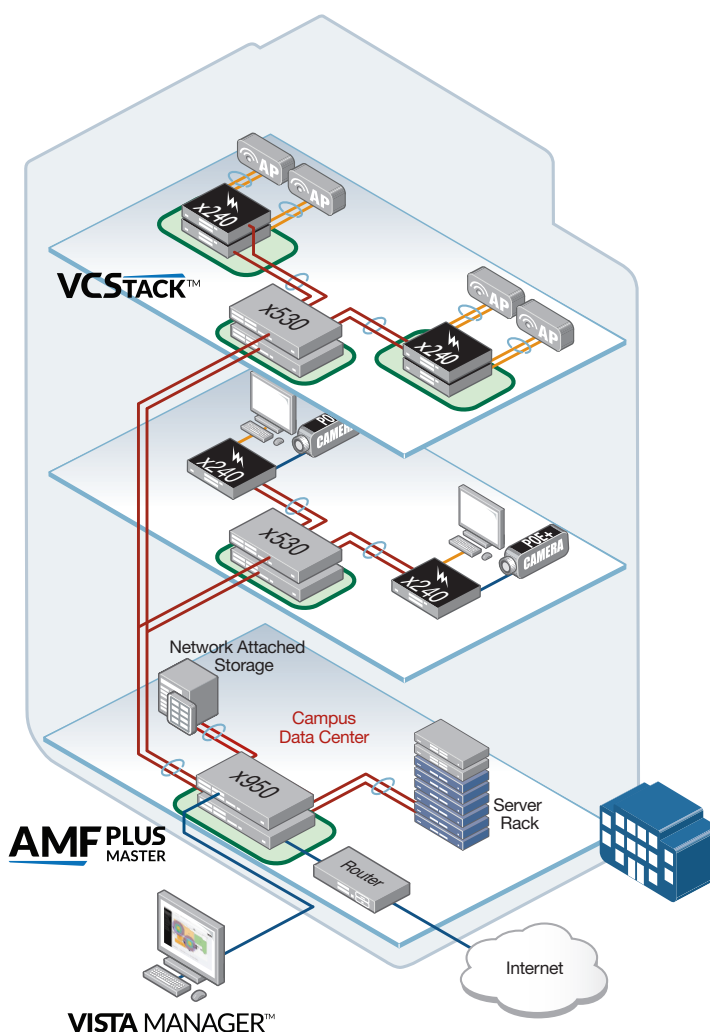 AP
AP
x240
VCSTACK™
x530
AP
AP
x240
PO
CAMERA
x240
x530
POE+
CAMERA
x240
Network Attached
Storage
Campus
Data Center
x950
Server
Rack
AMF PLUS
MASTER
Router
Internet
VISTA MANAGER™